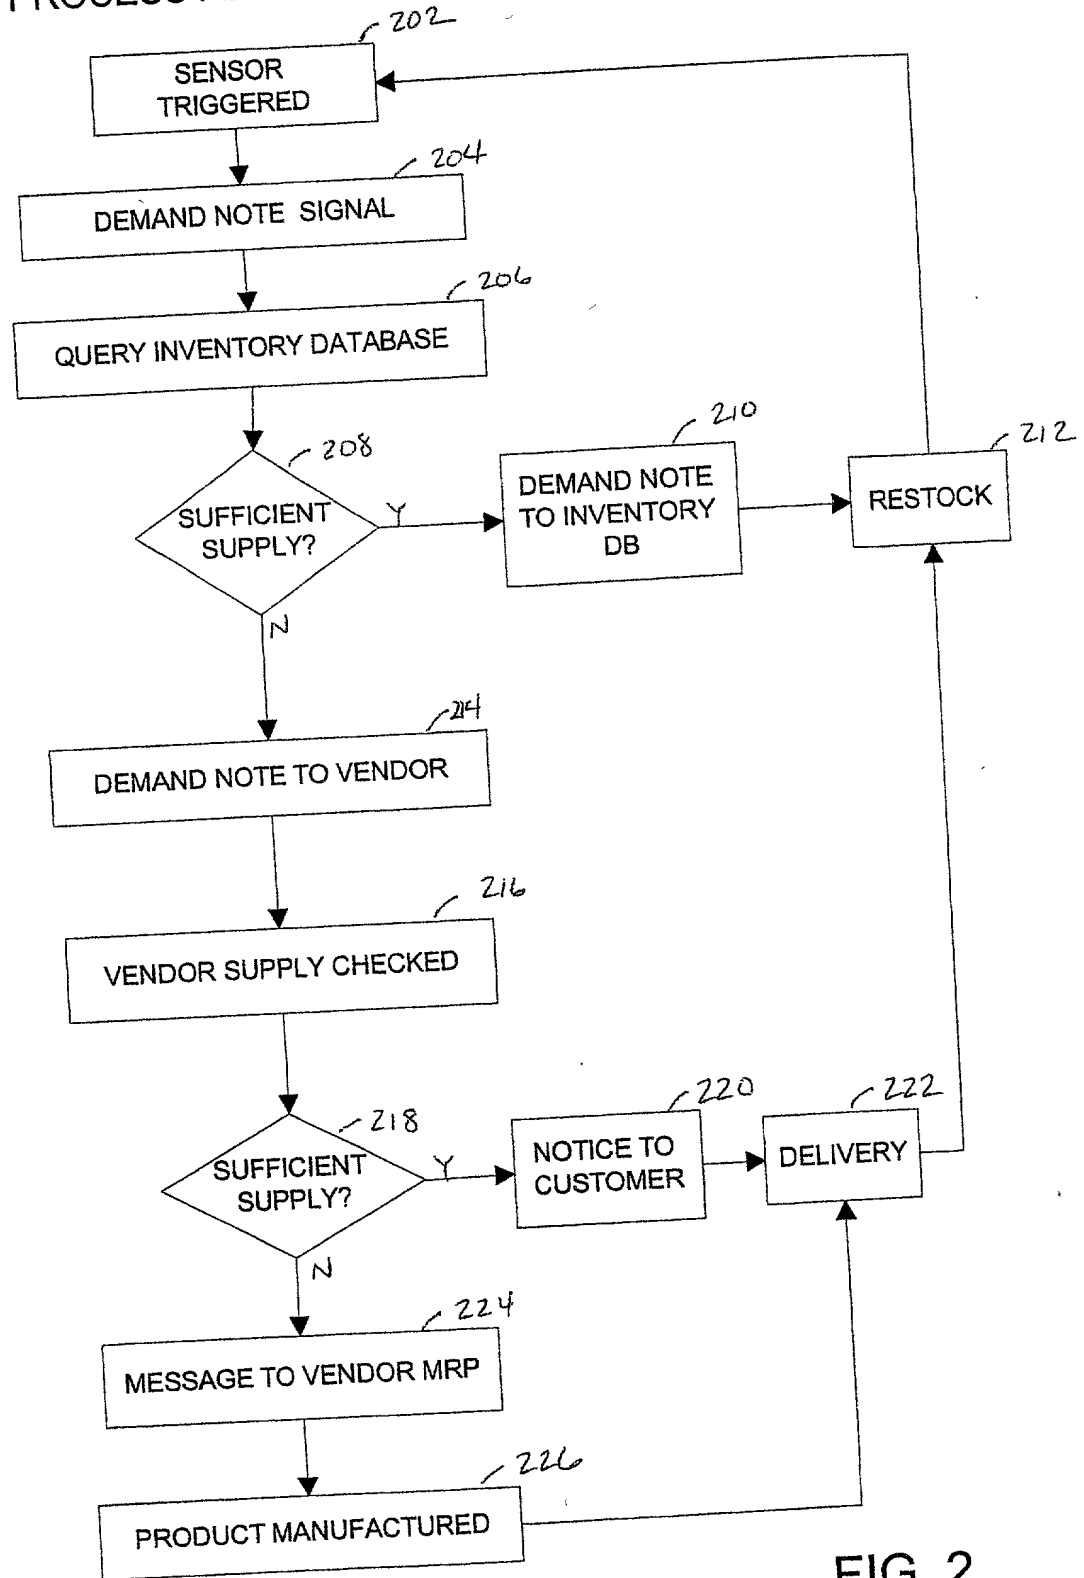 202
SENSOR
TRIGGERED
204
DEMAND NOTE SIGNAL
206
QUERY INVENTORY DATABASE
208
SUFFICIENT
SUPPLY?
Y
N
210
DEMAND NOTE
TO INVENTORY
DB
212
RESTOCK
214
DEMAND NOTE TO VENDOR
216
VENDOR SUPPLY CHECKED
218
SUFFICIENT
SUPPLY?
Y
N
220
NOTICE TO
CUSTOMER
222
DELIVERY
224
MESSAGE TO VENDOR MRP
226
PRODUCT MANUFACTURED
FIG. 2